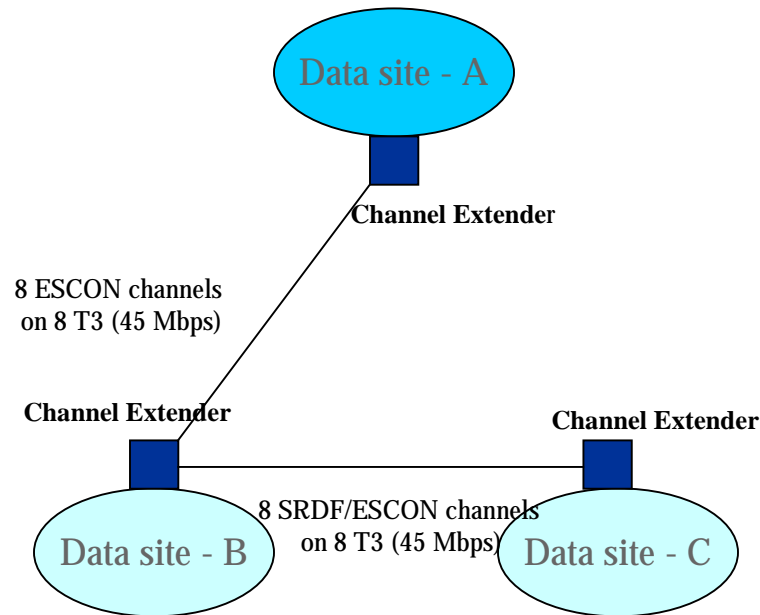 Data site - A
Channel Extender
8 ESCON channels
on 8 T3 (45 Mbps)
Channel Extender
Channel Extender
8 SRDF/ESCON channels
on 8 T3 (45 Mbps)
Data site - B
Data site - C